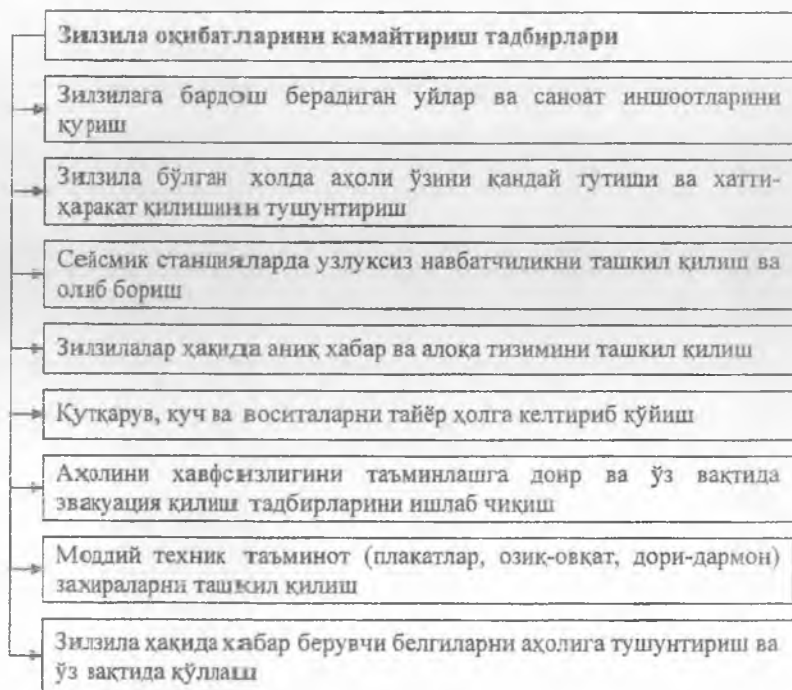 Зилзила оқибатларини камайтириш тадбирлари
Зилзилага бардош берадиган уйлар ва саноат иншоотларини
қуриш
Зилзила бўлган холда аҳоли ўзини қандай тутиши ва хатти-
ҳаракат қилишини тушунтириш
Сейсмик станцияларда узлуксиз навбатчиликни ташкил қилиш ва
олиб бориш
Зилзилалар ҳақида аниқ хабар ва алоқа тизимини ташкил қилиш
Қутқарув, куч ва воситаларни тайёр ҳолга келтириб қўйиш
Аҳолини хавфсизлигини таъминлашга доир ва ўз вақтида
эвакуация қилиш тадбирларини ишлаб чиқиш
Моддий техник таъминот (плакатлар, озиқ-овқат, дори-дармон)
захираларни ташкил қилиш
Зилзила ҳақида хабар берувчи белгиларни аҳолига тушунтириш ва
ўз вақтида қўллаш